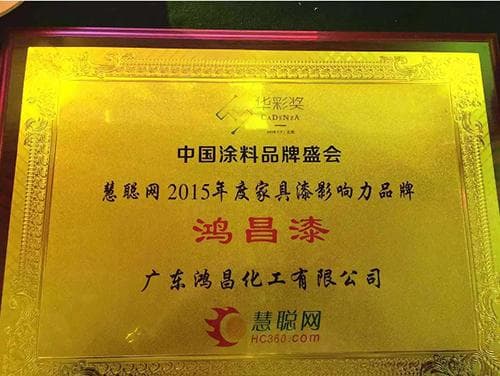 华彩奖
CADENZA
中国涂料品牌盛会
慧聪网 2015年度家具漆影响力品牌
鸿昌漆
广东鸿昌化工有限公司
慧聪网
HC360.com